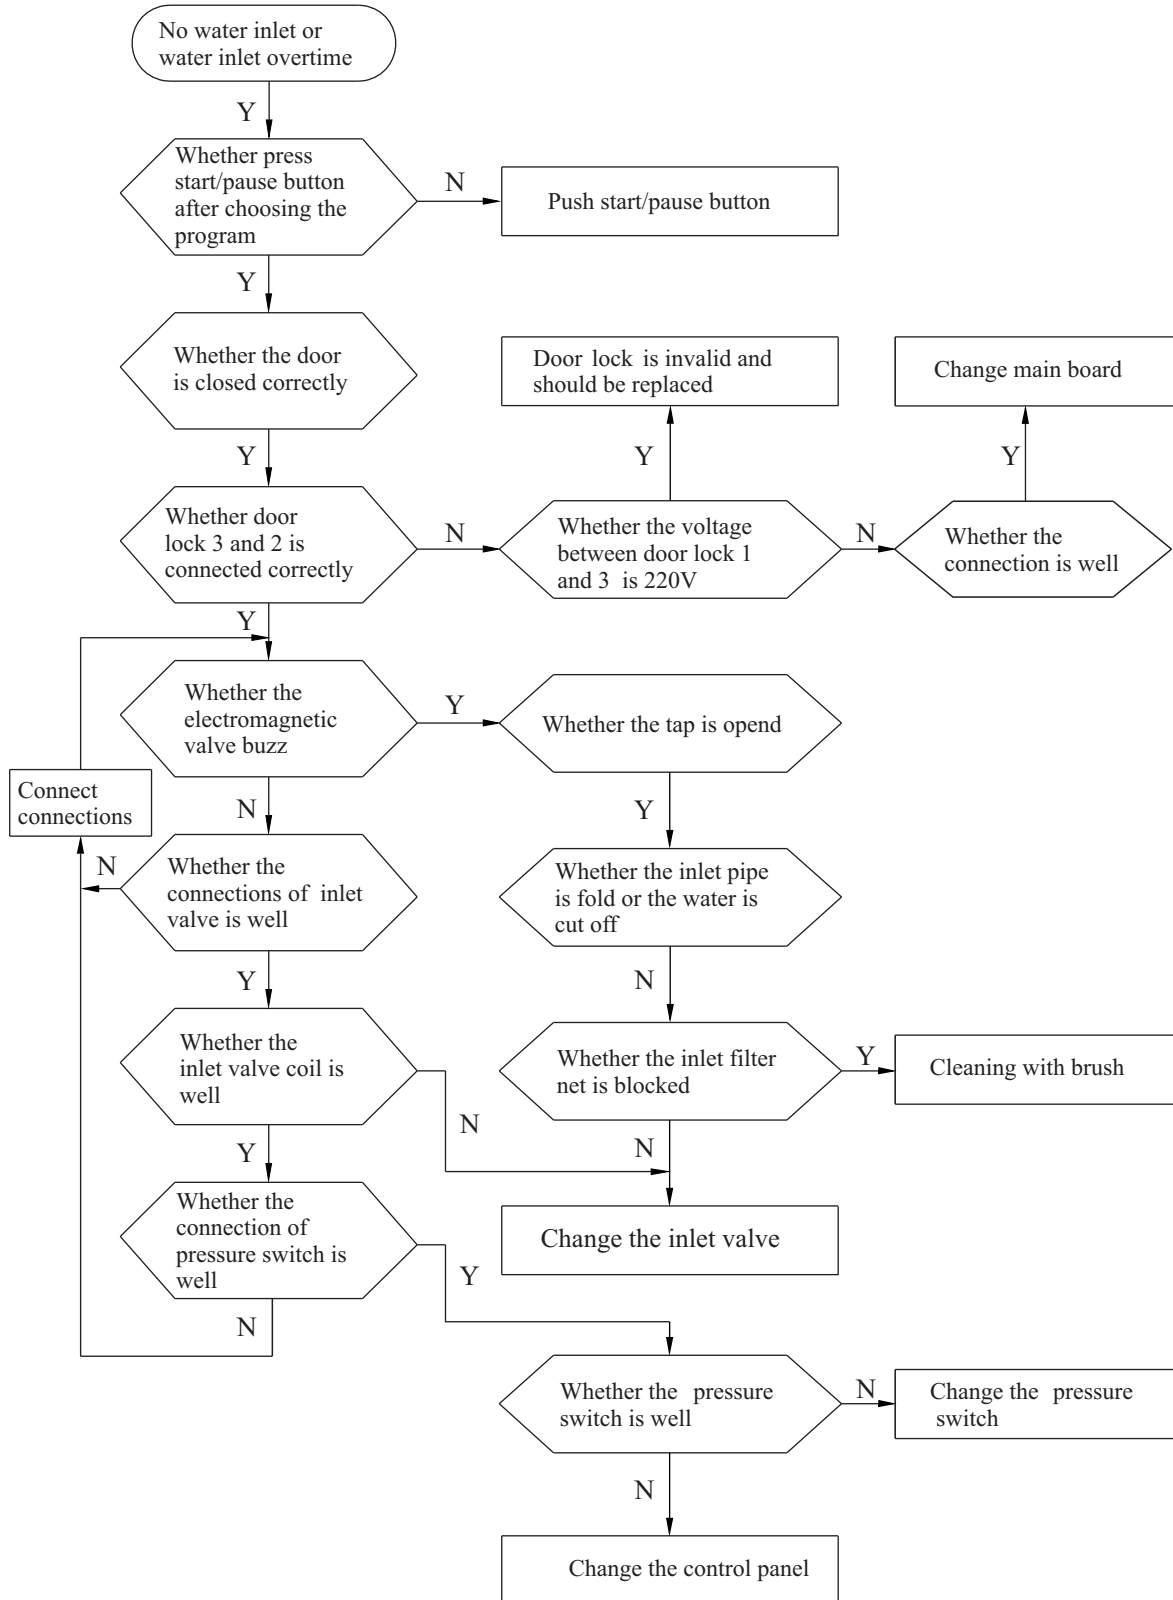 No water inlet or
water inlet overtime
Y
Whether press
start/pause button
after choosing the
program
N
Push start/pause button
Y
Whether the door
is closed correctly
Door lock is invalid and
should be replaced
Change main board
Y
Y
Y
Whether door
lock 3 and 2 is
connected correctly
N
Whether the voltage
between door lock 1
and 3 is 220V
N
Whether the
connection is well
Y
Whether the
electromagnetic
valve buzz
Y
Whether the tap is opend
Connect
connections
N
Y
N
Whether the
connections of inlet
valve is well
Whether the inlet pipe
is fold or the water is
cut off
Y
N
Whether the
inlet valve coil is
well
Whether the inlet filter
net is blocked
Y
Cleaning with brush
N
N
Y
Whether the
connection of
pressure switch is
well
Change the inlet valve
Y
N
Whether the pressure
switch is well
N
Change the pressure
switch
N
Change the control panel